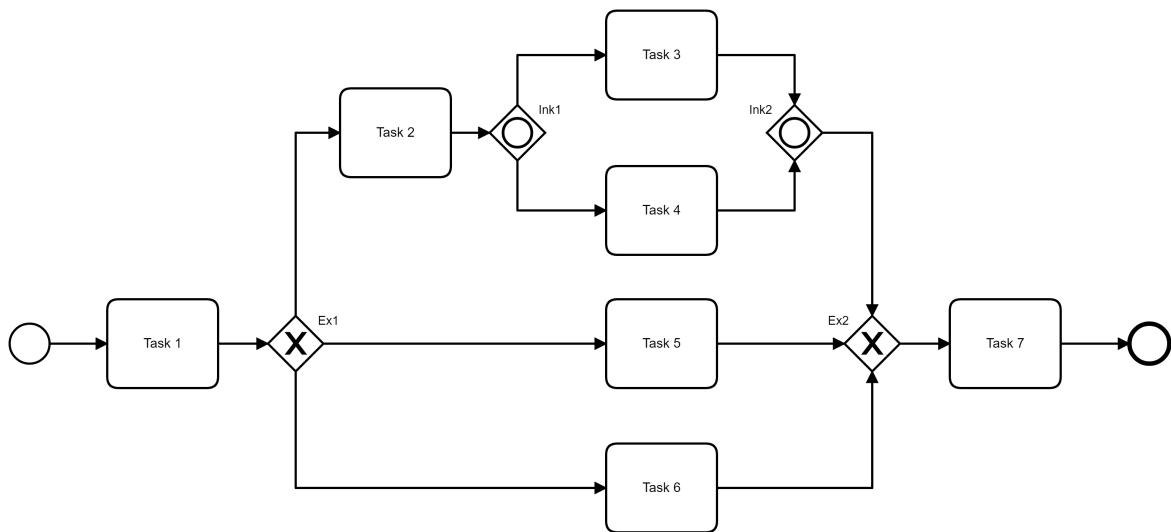 Task 3
Ink1
Ink2
Task 2
Task 4
Ex1
Ex2
Task 1
Task 5
Task 7
Task 6